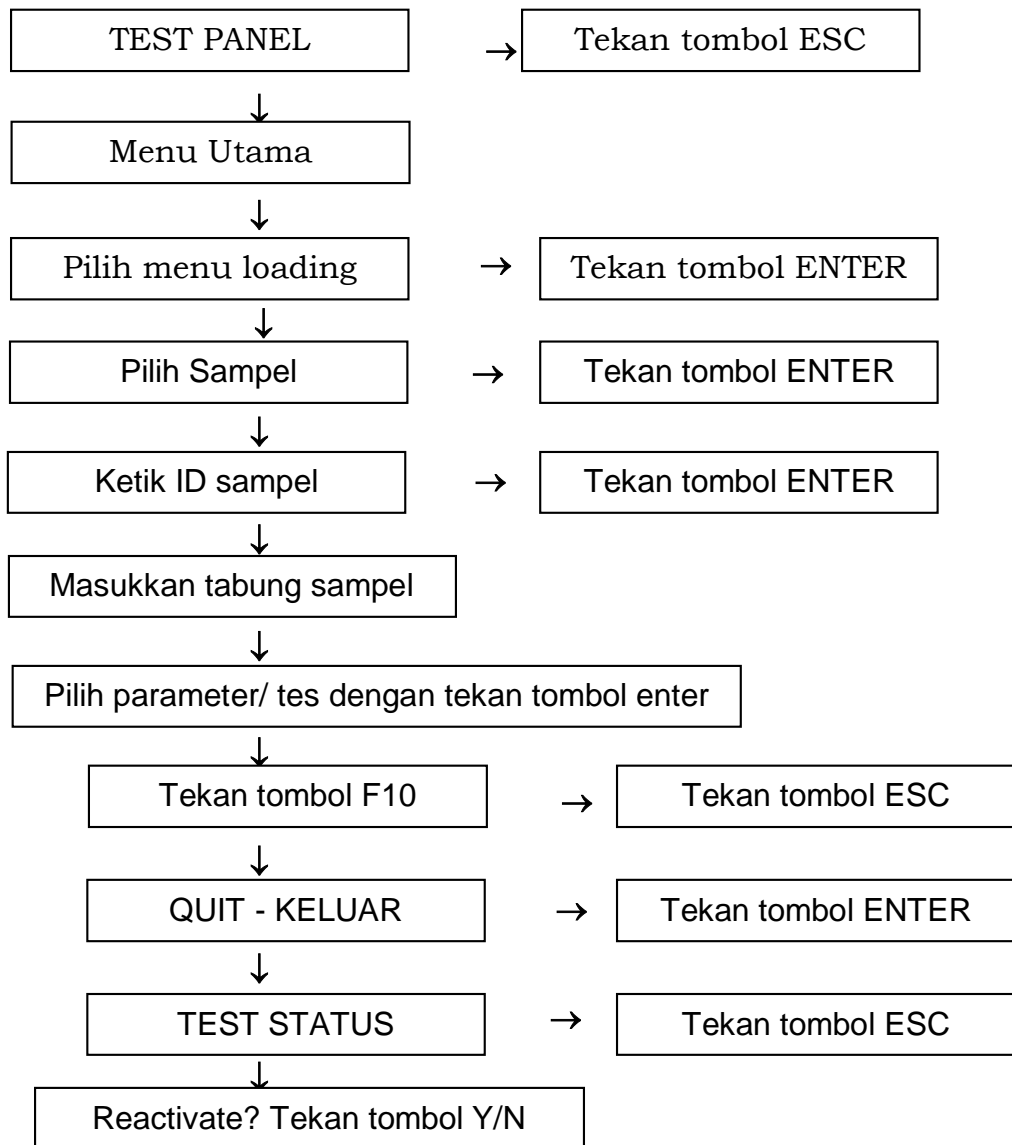 TEST PANEL → Tekan tombol ESC
↓
Menu Utama
↓
Pilih menu loading → Tekan tombol ENTER
↓
Pilih Sampel → Tekan tombol ENTER
↓
Ketik ID sampel → Tekan tombol ENTER
↓
Masukkan tabung sampel
↓
Pilih parameter/ tes dengan tekan tombol enter
↓
Tekan tombol F10 → Tekan tombol ESC
↓
QUIT - KELUAR → Tekan tombol ENTER
↓
TEST STATUS → Tekan tombol ESC
↓
Reactivate? Tekan tombol Y/N